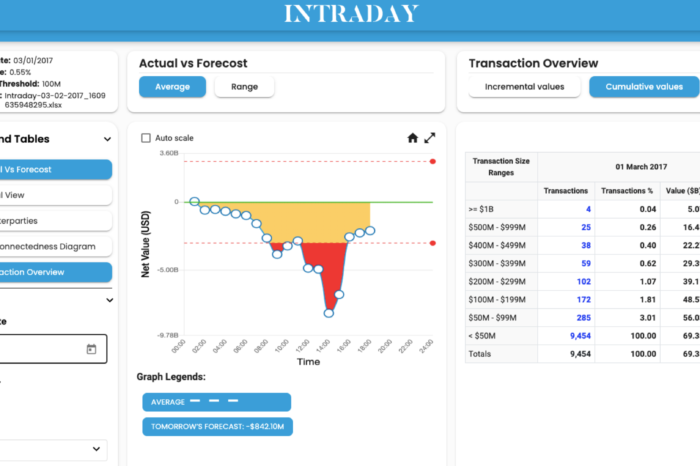 INTRADAY
te: 03/01/2017
e: 0.55%
Threshold: 100M
: Intraday-03-02-2017_1609
635948295.xlsx
nd Tables
l Vs Forecast
l View
terparties
onnectedness Diagram
action Overview
te
Actual vs Forecost
Average
Range
Auto scale
3.60B
0
-5.00B
-9.78B
Net Value (USD)
00:00
02:00
04:00
06:00
08:00
10:00
12:00
14:00
16:00
18:00
20:00
22:00
24:00
Time
Graph Legends:
AVERAGE
TOMORROW'S FORECAST: -$842.10M
Transaction Overview
Incremental values
Cumulative values
Transaction Size Ranges 01 March 2017
Transactions Transactions % Value ($B)
>= $1B 4 0.04 5.0
$500M - $999M 25 0.26 16.4
$400M - $499M 38 0.40 22.2
$300M - $399M 59 0.62 29.3
$200M - $299M 102 1.07 39.1
$100M - $199M 172 1.81 48.5
$50M - $99M 285 3.01 56.0
< $50M 9,454 100.00 69.3
Totals 9,454 100.00 69.3